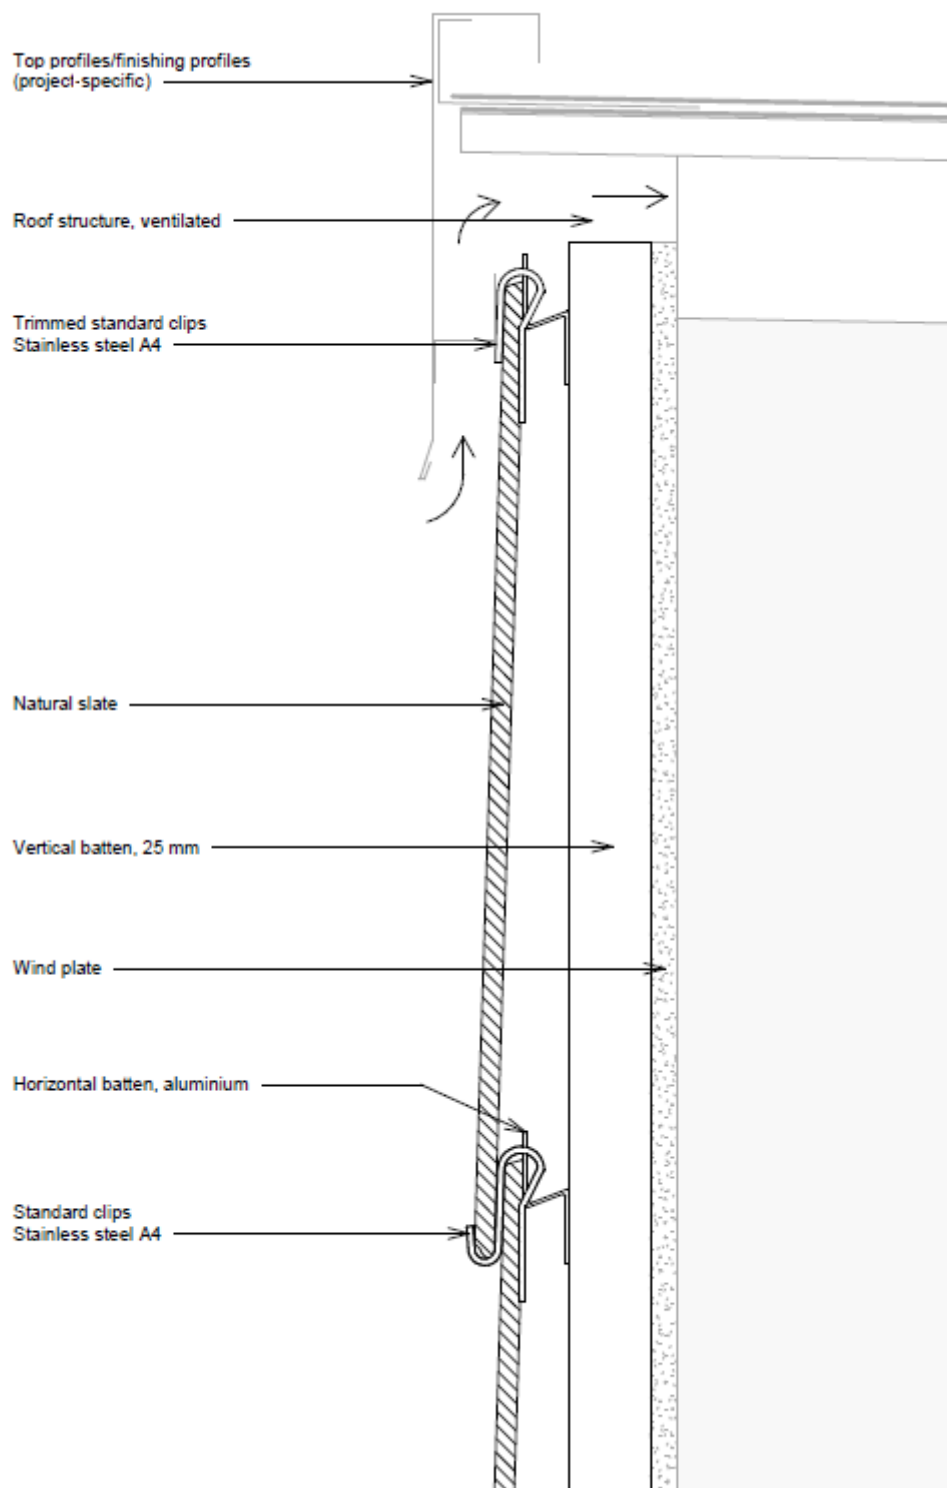 Top profiles/finishing profiles
(project-specific)
Roof structure, ventilated
Trimmed standard clips
Stainless steel A4
Natural slate
Vertical batten, 25 mm
Wind plate
Horizontal batten, aluminium
Standard clips
Stainless steel A4